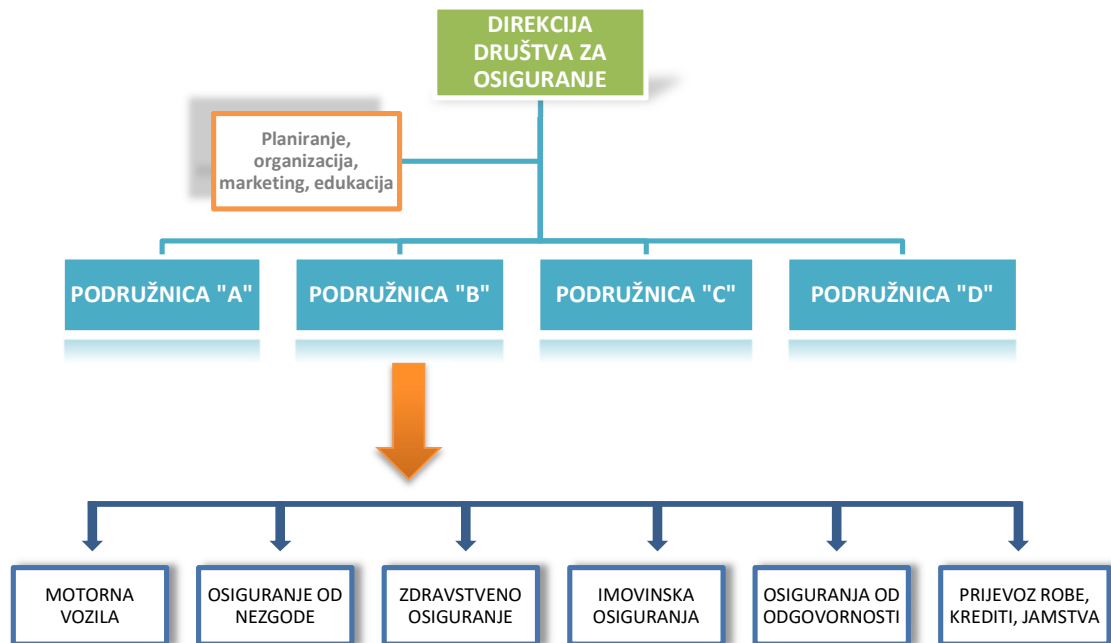 DIREKCIJA
DRUŠTVA ZA
OSIGURANJE
Planiranje,
organizacija,
marketing, edukacija
PODRUŽNICA "A"
PODRUŽNICA "B"
PODRUŽNICA "C"
PODRUŽNICA "D"
MOTORNA
VOZILA
OSIGURANJE OD
NEZGODE
ZDRAVSTVENO
OSIGURANJE
IMOVINSKA
OSIGURANJA
OSIGURANJA OD
ODGOVORNOSTI
PRIJEVOZ ROBE,
KREDITI, JAMSTVA